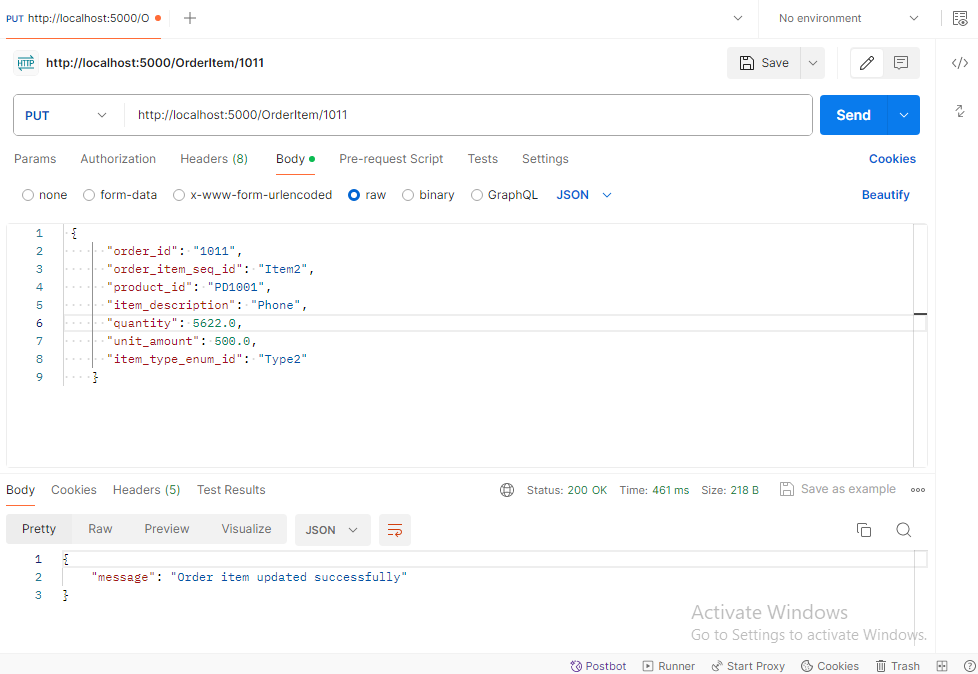 PUT http://localhost:5000/O
No environment
HTTP http://localhost:5000/OrderItem/1011
Save
PUT http://localhost:5000/OrderItem/1011
Send
Params Authorization Headers (8) Body Pre-request Script Tests Settings Cookies
none form-data x-www-form-urlencoded raw binary GraphQL JSON Beautify
1 {
2 "order_id": "1011",
3 "order_item_seq_id": "Item2",
4 "product_id": "PD1001",
5 "item_description": "Phone",
6 "quantity": 5622.0,
7 "unit_amount": 500.0,
8 "item_type_enum_id": "Type2"
9 }
Body Cookies Headers (5) Test Results Status: 200 OK Time: 461 ms Size: 218 B Save as example
Pretty Raw Preview Visualize JSON
1 {
2 "message": "Order item updated successfully"
3 }
Activate Windows
Go to Settings to activate Windows.
Postbot Runner Start Proxy Cookies Trash